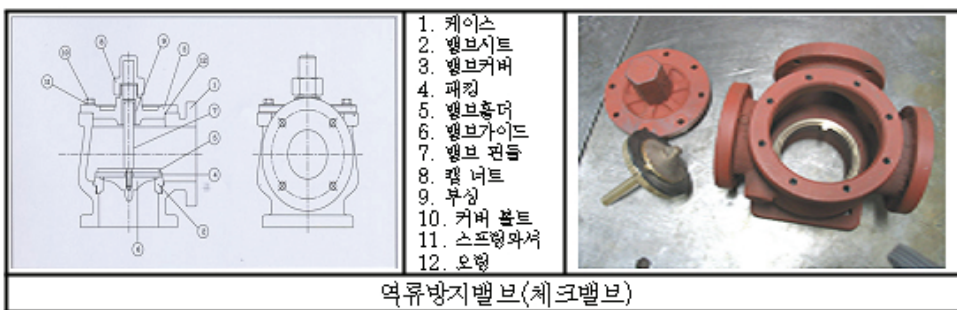 1. 케이스
2. 밸브시트
3. 밸브커버
4. 패킹
5. 밸브홀더
6. 밸브가이드
7. 밸브 핀들
8. 캡 너트
9. 부싱
10. 커버 볼트
11. 스프링와셔
12. 오링
역류방지밸브(체크밸브)